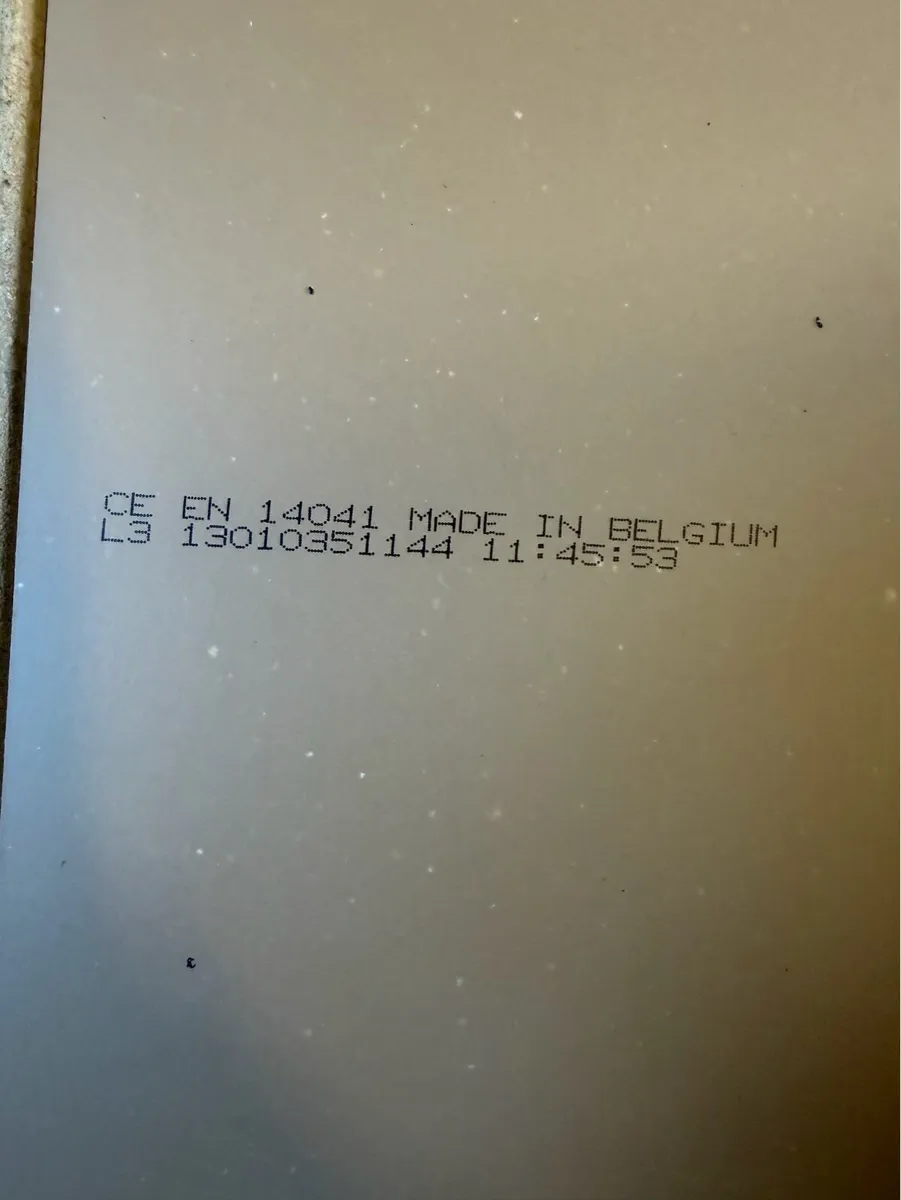 CE EN 14041 MADE IN BELGIUM
L3 13010351144 11:45:53